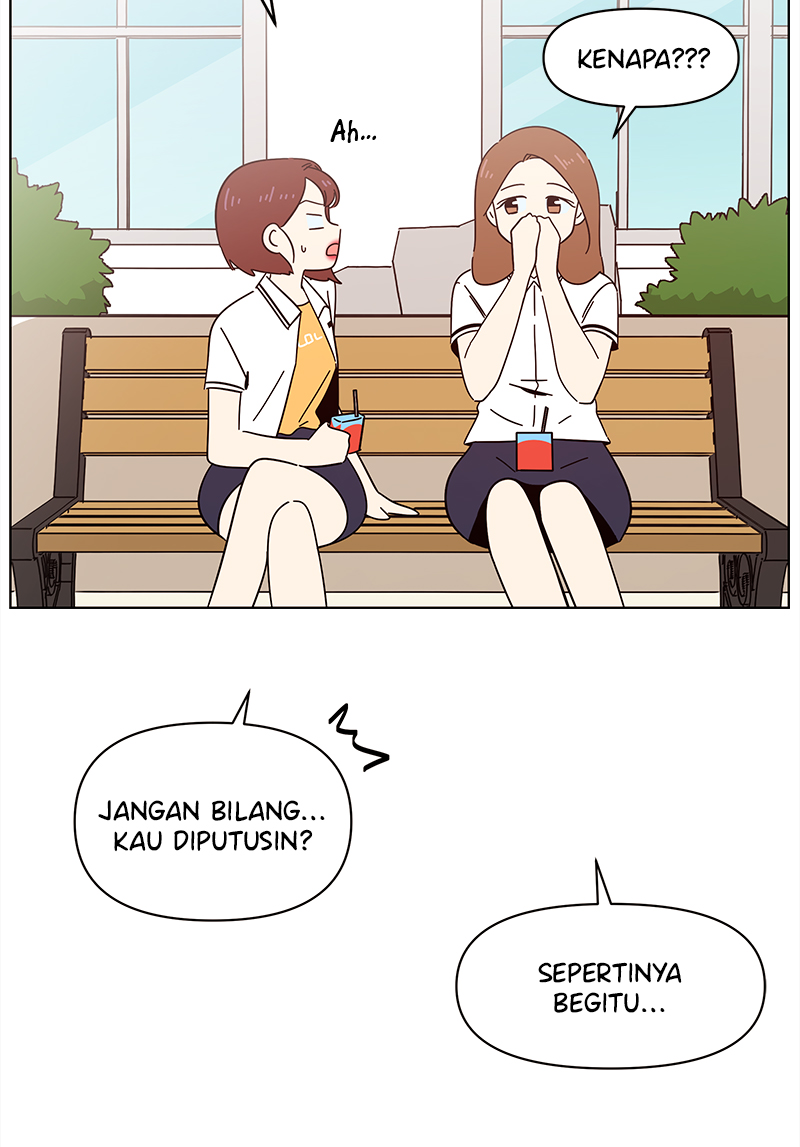 KENAPA???
Ah...
JANGAN BILANG...
KAU DIPUTUSIN?
SEPERTINYA
BEGITU...